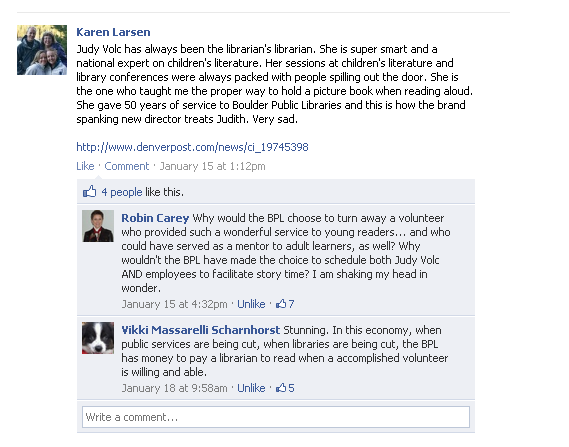 Karen Larsen
Judy Volc has always been the librarian's librarian. She is super smart and a
national expert on children's literature. Her sessions at children's literature and
library conferences were always packed with people spilling out the door. She is
the one who taught me the proper way to hold a picture book when reading aloud.
She gave 50 years of service to Boulder Public Libraries and this is how the brand
spanking new director treats Judith. Very sad.
http://www.denverpost.com/news/ci_19745398
Like · Comment · January 15 at 1:12pm
4 people like this.
Robin Carey Why would the BPL choose to turn away a volunteer
who provided such a wonderful service to young readers... and who
could have served as a mentor to adult learners, as well? Why
wouldn't the BPL have made the choice to schedule both Judy Volc
AND employees to facilitate story time? I am shaking my head in
wonder.
January 15 at 4:32pm · Unlike · 7
Vikki Massarelli Scharnhorst Stunning. In this economy, when
public services are being cut, when libraries are being cut, the BPL
has money to pay a librarian to read when a accomplished volunteer
is willing and able.
January 18 at 9:58am · Unlike · 5
Write a comment...